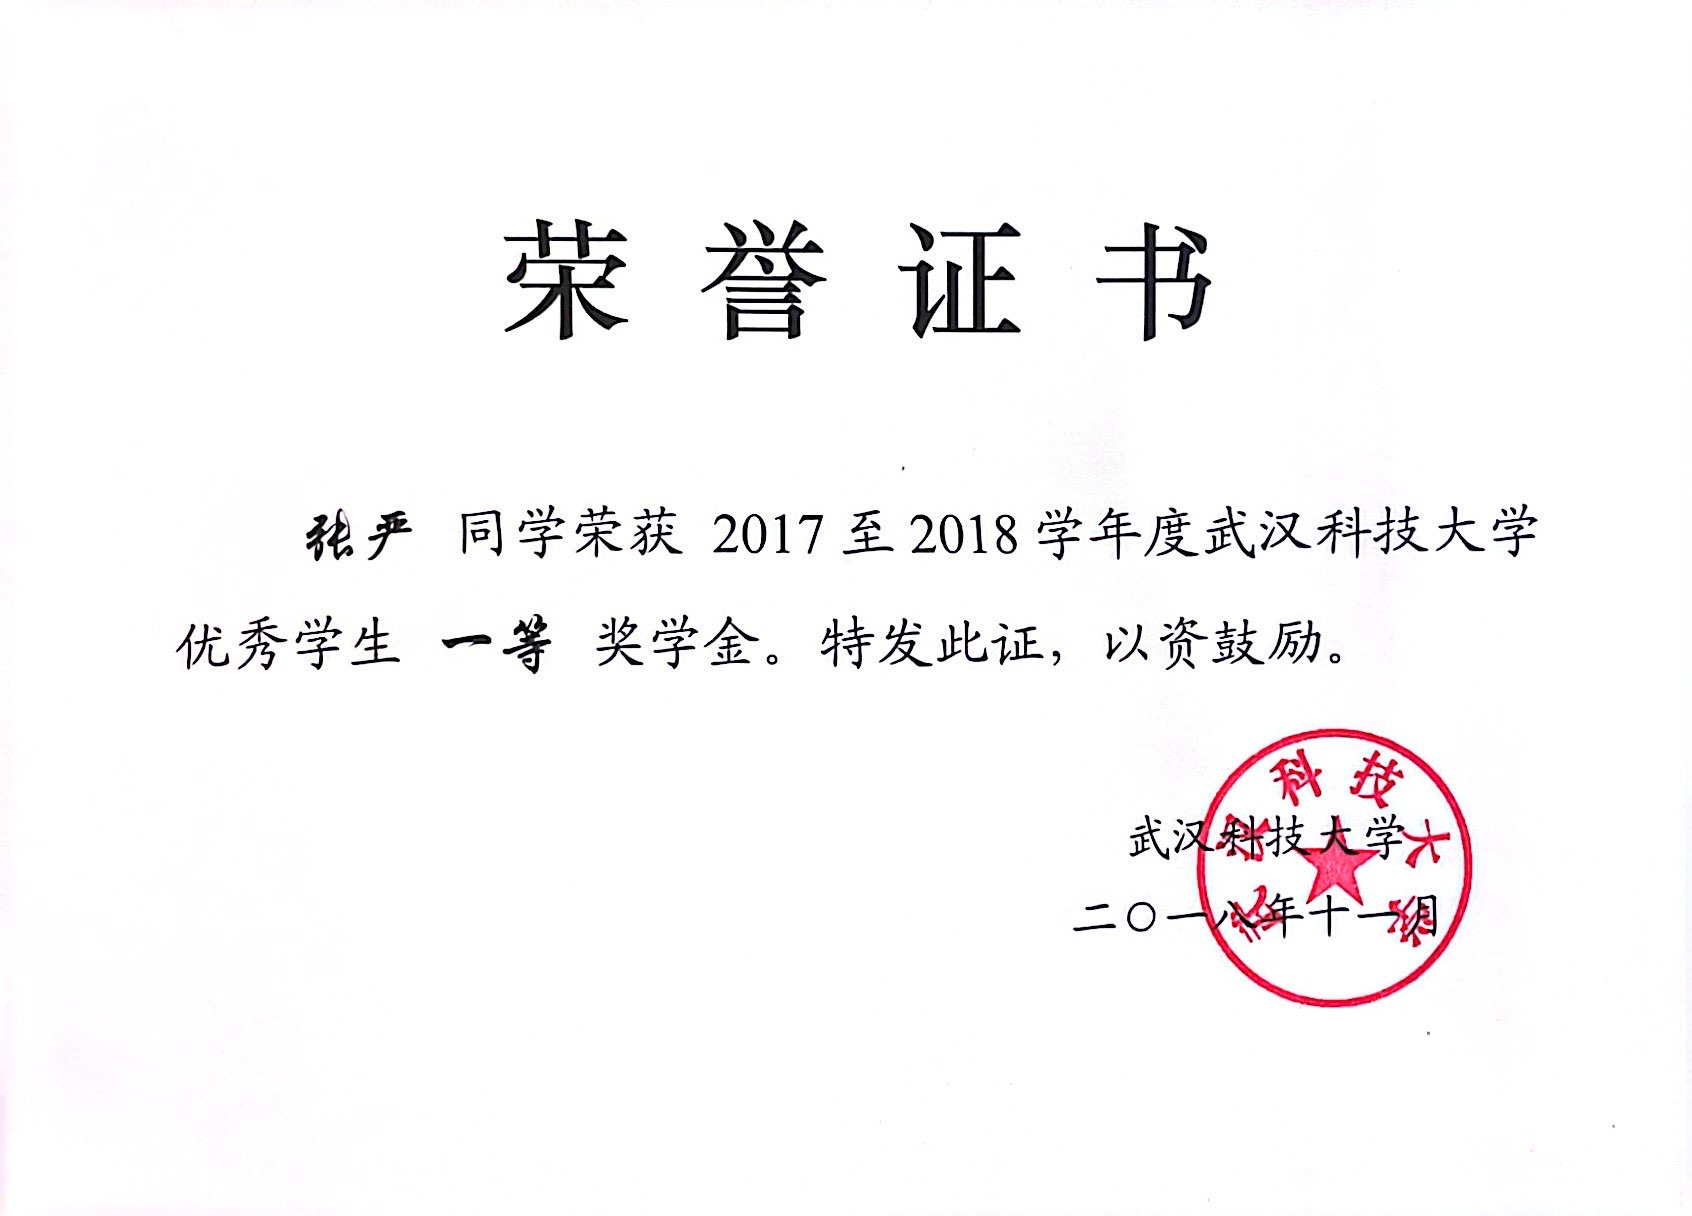 荣誉证书
张严 同学荣获 2017 至 2018 学年度武汉科技大学
优秀学生 一等 奖学金。特发此证，以资鼓励。
武汉科技大学
武汉科技大学
二〇一八年十一月